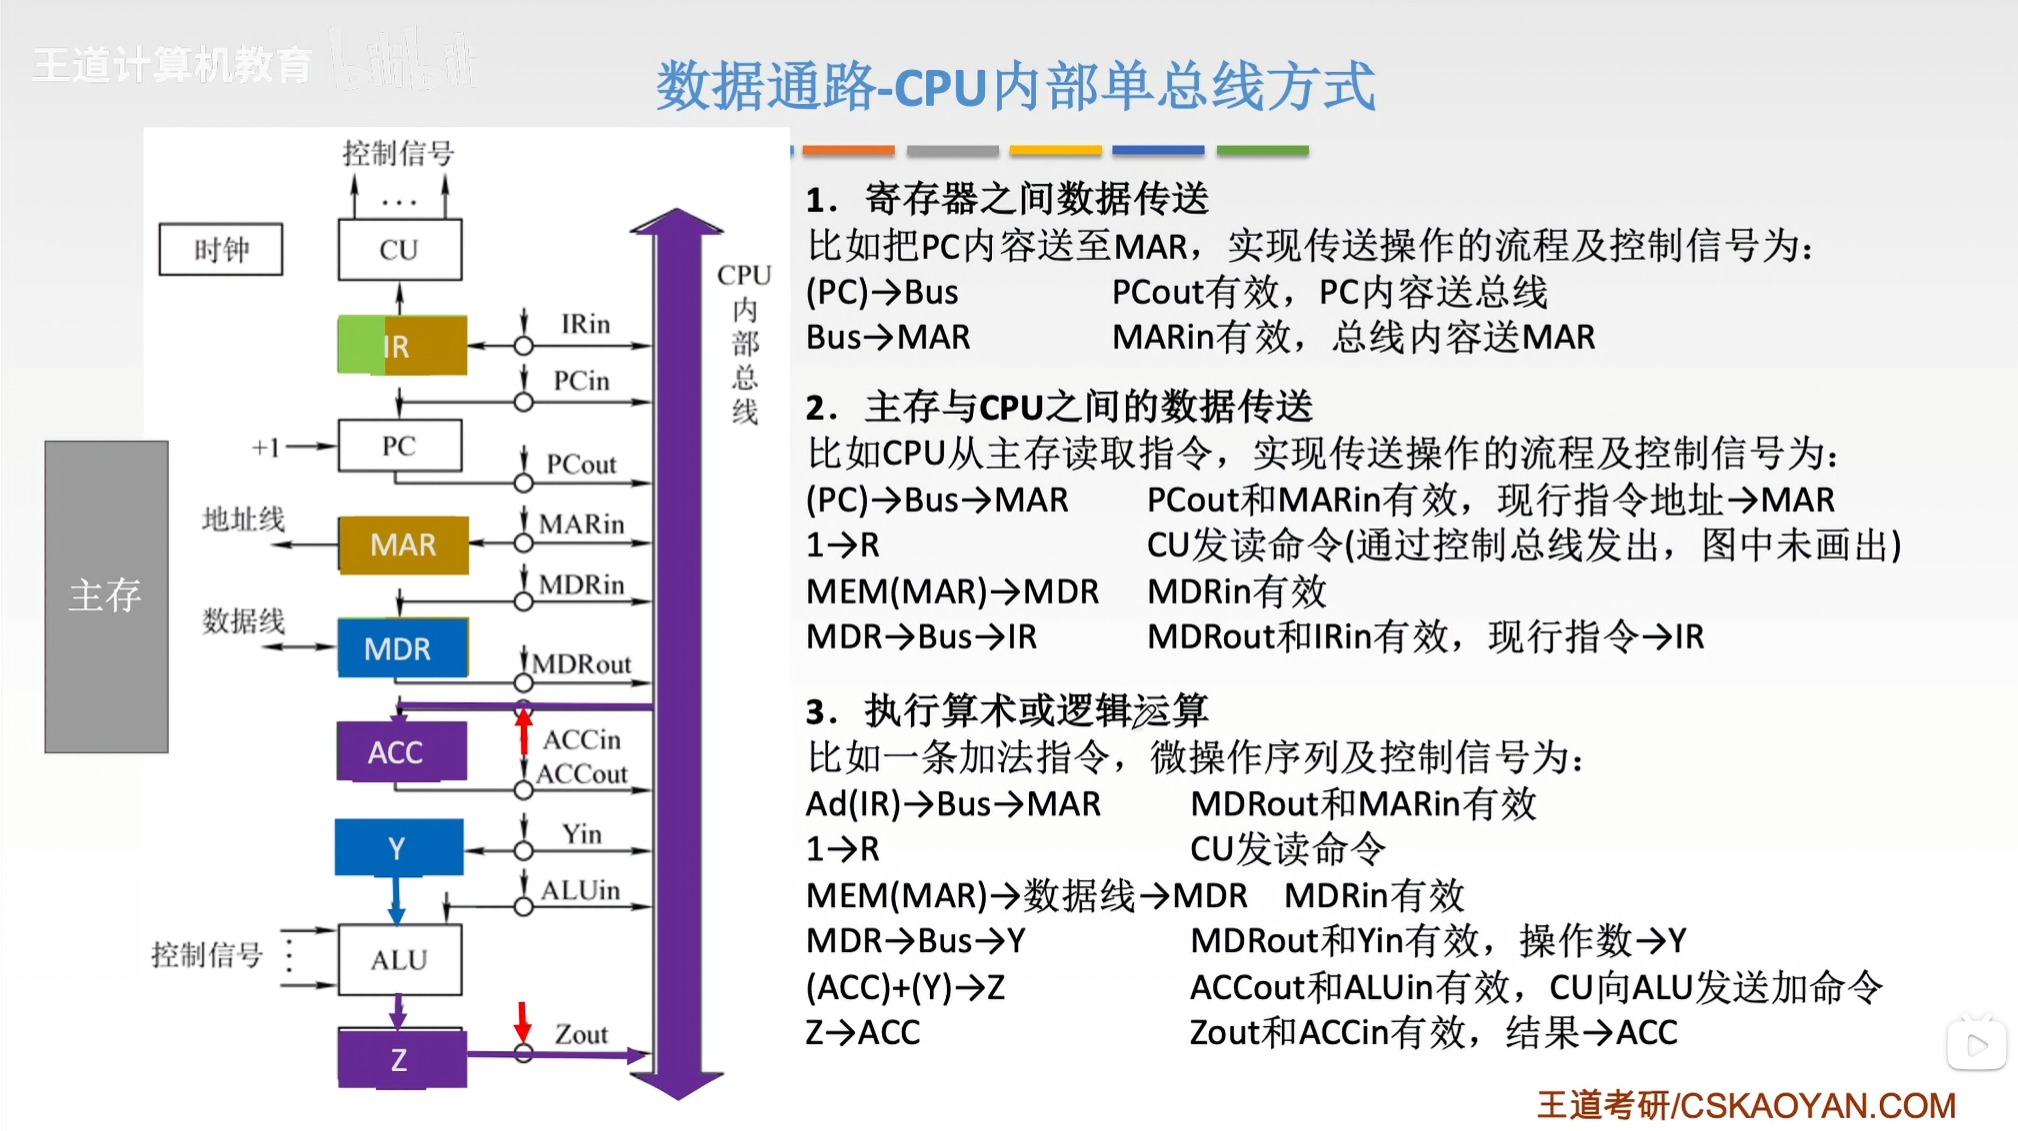 王道计算机教育 bilibili
数据通路-CPU内部单总线方式
控制信号
...
时钟
CU
CPU内部总线
IR
IRin
PCin
+1
PC
PCout
地址线
MAR
MARin
主存
MDRin
数据线
MDR
MDRout
ACC
ACCin
ACCout
Y
Yin
ALUin
控制信号
ALU
Z
Zout
1. 寄存器之间数据传送
比如把PC内容送至MAR，实现传送操作的流程及控制信号为：
(PC)→Bus PCout有效，PC内容送总线
Bus→MAR MARin有效，总线内容送MAR
2. 主存与CPU之间的数据传送
比如CPU从主存读取指令，实现传送操作的流程及控制信号为：
(PC)→Bus→MAR PCout和MARin有效，现行指令地址→MAR
1→R CU发读命令(通过控制总线发出，图中未画出)
MEM(MAR)→MDR MDRin有效
MDR→Bus→IR MDRout和IRin有效，现行指令→IR
3. 执行算术或逻辑运算
比如一条加法指令，微操作序列及控制信号为：
Ad(IR)→Bus→MAR MDRout和MARin有效
1→R CU发读命令
MEM(MAR)→数据线→MDR MDRin有效
MDR→Bus→Y MDRout和Yin有效，操作数→Y
(ACC)+(Y)→Z ACCout和ALUin有效，CU向ALU发送加命令
Z→ACC Zout和ACCin有效，结果→ACC
王道考研/CSKAOYAN.COM